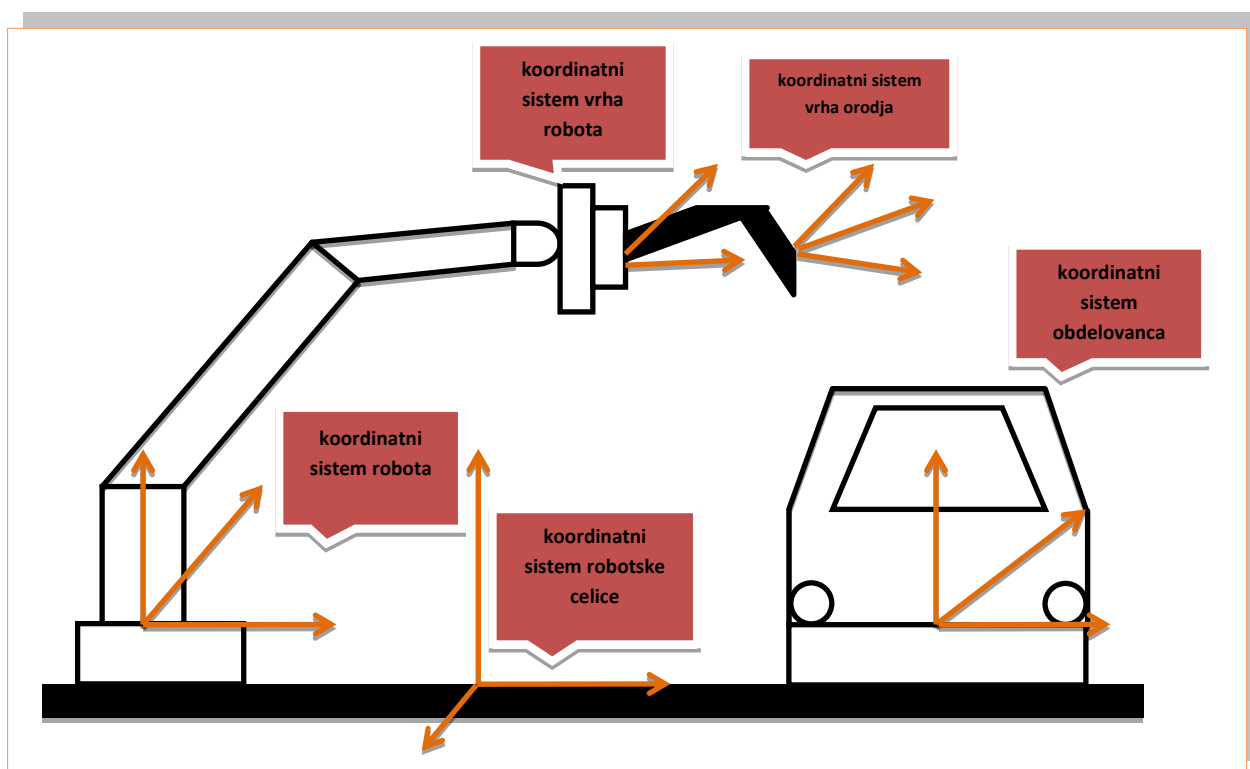 koordinatni
sistem vrha
robota
koordinatni sistem
vrha orodja
koordinatni
sistem
obdelovanca
koordinatni
sistem robota
koordinatni
sistem robotske
celice